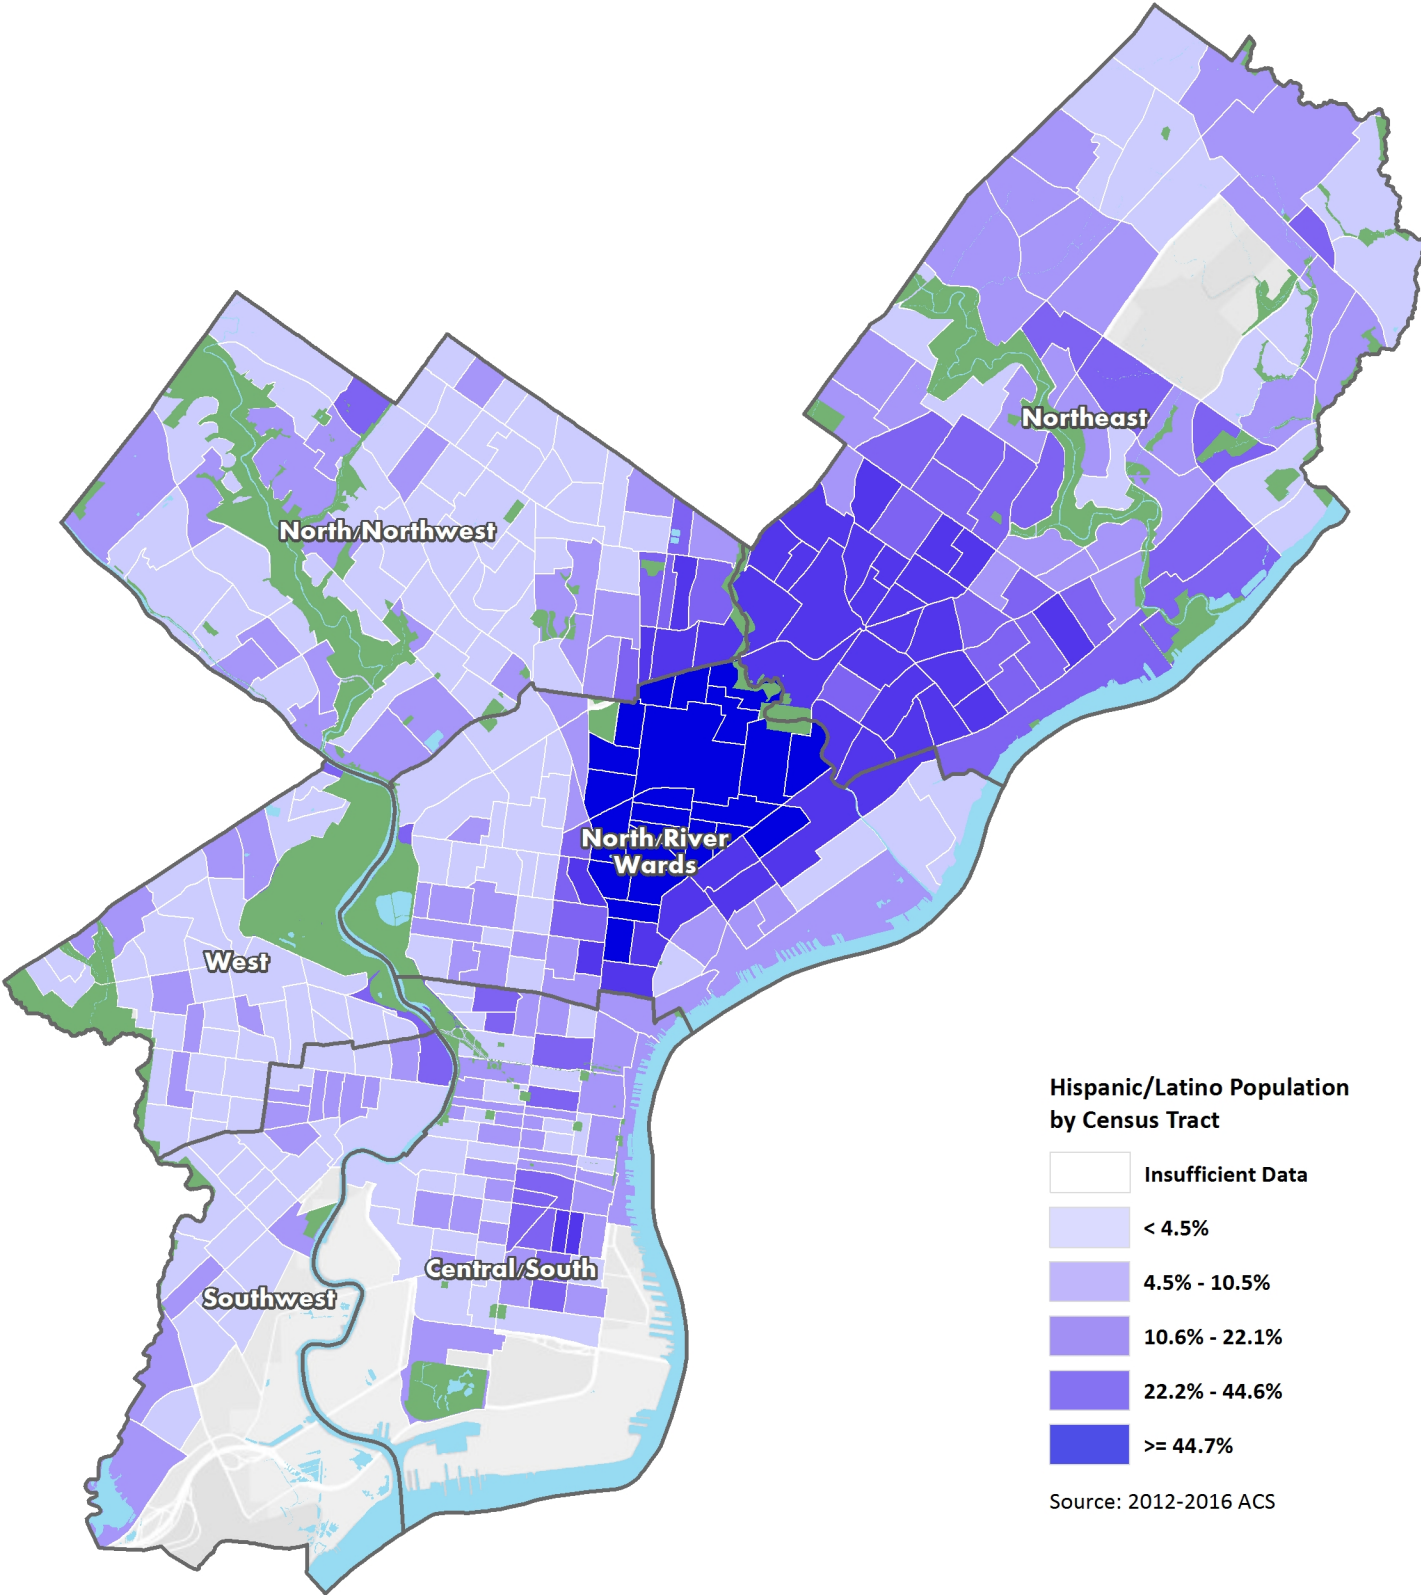 Northeast
North/Northwest
North/River
Wards
West
Central/South
Southwest
Hispanic/Latino Population
by Census Tract
Insufficient Data
< 4.5%
4.5% - 10.5%
10.6% - 22.1%
22.2% - 44.6%
>= 44.7%
Source: 2012-2016 ACS